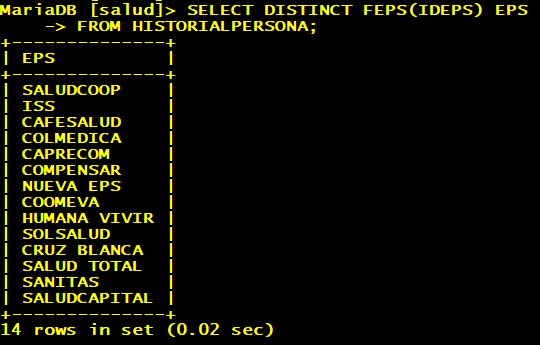 MariaDB [salud]> SELECT DISTINCT FEPS(IDEPS) EPS
    -> FROM HISTORIALPERSONA;
+--------------+
| EPS          |
+--------------+
| SALUDCOOP    |
| ISS          |
| CAFESALUD    |
| COLMEDICA    |
| CAPRECOM     |
| COMPENSAR    |
| NUEVA EPS    |
| COOMEVA      |
| HUMANA VIVIR |
| SOLSALUD     |
| CRUZ BLANCA  |
| SALUD TOTAL  |
| SANITAS      |
| SALUDCAPITAL |
+--------------+
14 rows in set (0.02 sec)